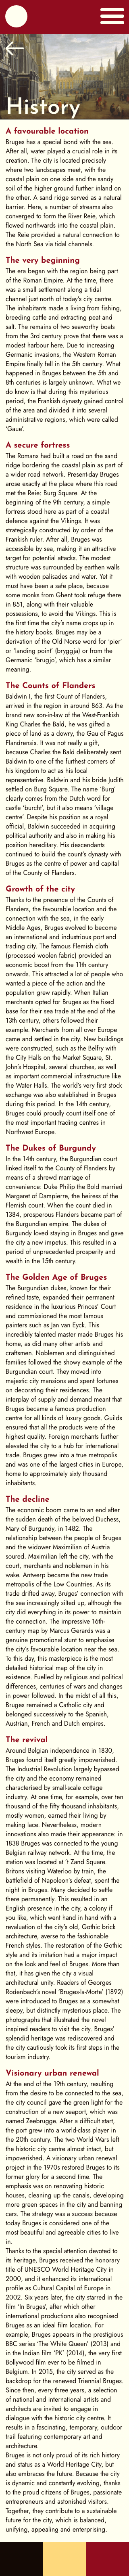 History
A favourable location
Bruges has a special bond with the sea.
After all, water played a crucial role in its
creation. The city is located precisely
where the two most important
landscapes of the coastal plain meet: the
sea polders on the one hand and the sandy
soil of the higher ground further inland on
the other. A sand ridge served as a natural
barrier. Here, a number of streams also
converged to form the River Reie, which
flowed northwards into the coastal plain.
The Reie provided a natural connection to
the North Sea via tidal channels.
The very beginning
The era began with the region being part
of the Roman Empire. At the time, there
was a small settlement along a tidal
channel just north of today's city centre.
The inhabitants made a living from fishing,
breeding cattle and extracting peat and
salt. The remains of two seaworthy boats
from the 3rd century prove that there was a
modest harbour here. Due to increasing
Germanic invasions, the Western Roman
Empire finally fell in the 5th century. What
happened in Bruges between the 5th and
8th centuries is largely unknown. What we
do know is that during this mysterious
period, the Frankish dynasty gained control
of the area and divided it into several
administrative regions, which were called
'Gaue'.
A secure fortress
The Romans had built a road on the sand
ridge bordering the coastal plain as part of
a wider road network. Present-day Bruges
arose exactly at the place where this road
met the Reie: Burg Square. At the
beginning of the 9th century, a simple
fortress formed the core of a coastal
defence against the Vikings. It was
strategically constructed by order of the
Frankish ruler. After all, Bruges was
accessible by sea, making it an attractive
target for potential attacks. The modest
structure was surrounded by earthen walls
with wooden palisades and water. Yet it
must have been a safe place, because
some monks from Ghent found refuge there
in 851, along with their valuable
possessions, to avoid the Vikings. This is
the first time the city's name crops up in
the history books. Bruges may be a
derivation of the Old Norse word for 'pier'
or 'landing point' (bryggja) or from the
Germanic 'brugjo', which has a similar
meaning.
The Counts of Flanders
Baldwin I, the first Count of Flanders,
moved to the region around 863. As the
brand new son-in-law of the West-Frankish
King Charles the Bald, he was gifted a
piece of land as a dowry, the Gau of Pagus
Flandrensis. It was not really a gift,
because Charles the Bald deliberately sent
Baldwin to one of the furthest corners of
his kingdom to act as his local
representative. Baldwin and his bride Judith
settled on Burg Square. The name 'Burg'
clearly comes from the Dutch word for
castle 'burcht', but it also means 'village
centre'. Despite his position as a royal
official, Baldwin succeeded in acquiring
more authority and also in making his
position hereditary. His descendants
continued to build the count's dynasty with
Bruges as the centre of power and capital
of the County of Flanders.
Growth of the city
Thanks to the presence of the Counts of
Flanders, the favourable location and the
connection with the sea, in the early
Middle Ages, Bruges evolved to become
an international and industrious port and
trading city. The famous Flemish cloth
(processed woolen fabric) provided an
economic boost from the 11th century
onwards. This attracted a lot of people who
wanted a piece of the action and the
population grew rapidly. When Italian
merchants opted for Bruges as the fixed
base for their sea trade at the end of the
13th century, others followed their
example. Merchants from all over Europe
came and settled in the city. New buildings
were constructed, such as the Belfry with
the City Halls on the Market Square, St.
John's Hospital, several churches, as well
as important commercial infrastructure like
the Water Halls. The world's very first stock
exchange was also established in Bruges
during this period. In the 14th century,
Bruges could proudly count itself one of
the most important trading centres in
Northwest Europe.
The Dukes of Burgundy
In the 14th century, the Burgundian court
linked itself to the Flemish court by
means of a shrewd marriage of
convenience: Duke Philip the Bold married
Margaret of Dampierre, the heiress of the
Flemish count. When the count died in
1384, prosperous Flanders became part of
the Burgundian empire. The dukes of
Burgundy loved staying in Bruges and gave
the city a new impetus. This resulted in a
period of unprecedented prosperity and
wealth in the 15th century.
The Golden Age of Bruges
The Burgundian dukes, known for their
refined taste, expanded their permanent
residence in the luxurious Princes' Court
and commissioned the most famous
painters such as Jan van Eyck. This
incredibly talented master made Bruges his
home, as did many other artists and
craftsmen. Noblemen and distinguished
families followed the showy example of the
Burgundian court. They moved into
majestic city mansions and spent fortunes
on decorating their residences. The
interplay of supply and demand meant that
Bruges became a famous production
centre for all kinds of luxury goods. Guilds
ensured that all the products were of the
highest quality. Foreign merchants further
extended the city to a hub for international
trade. Bruges grew into a true metropolis
and was one of the largest cities in Europe,
home to approximately sixty thousand
inhabitants.
The decline
The economic boom came to an end after
the sudden death of the beloved Duchess,
Mary of Burgundy, in 1482. The
relationship between the people of Bruges
and her widower Maximilian of Austria
soured. Maximilian left the city, with the
court, merchants and noblemen in his
wake. Antwerp became the new trade
metropolis of the Low Countries. As its
trade drifted away, Bruges' connection with
the sea increasingly silted up, although the
city did everything in its power to maintain
the connection. The impressive 16th-
century map by Marcus Gerards was a
genuine promotional stunt to emphasise
the city's favourable location near the sea.
To this day, this masterpiece is the most
detailed historical map of the city in
existence. Fuelled by religious and political
differences, centuries of wars and changes
in power followed. In the midst of all this,
Bruges remained a Catholic city and
belonged successively to the Spanish,
Austrian, French and Dutch empires.
The revival
Around Belgian independence in 1830,
Bruges found itself greatly impoverished.
The Industrial Revolution largely bypassed
the city and the economy remained
characterised by small-scale cottage
industry. At one time, for example, over ten
thousand of the fifty thousand inhabitants,
mostly women, earned their living by
making lace. Nevertheless, modern
innovations also made their appearance: in
1838 Bruges was connected to the young
Belgian railway network. At the time, the
station was located at 't Zand Square.
Britons visiting Waterloo by train, the
battlefield of Napoleon's defeat, spent the
night in Bruges. Many decided to settle
there permanently. This resulted in an
English presence in the city, a colony if
you like, which went hand in hand with a
revaluation of the city's old, Gothic brick
architecture, averse to the fashionable
French styles. The restoration of the Gothic
style and its imitation had a major impact
on the look and feel of Bruges. More than
that, it has given the city a visual
architectural unity. Readers of Georges
Rodenbach's novel 'Bruges-la-Morte' (1892)
were introduced to Bruges as a somewhat
sleepy, but distinctly mysterious place. The
photographs that illustrated the novel
inspired readers to visit the city. Bruges'
splendid heritage was rediscovered and
the city cautiously took its first steps in the
tourism industry.
Visionary urban renewal
At the end of the 19th century, resulting
from a desire to be connected to the sea,
the city council gave the green light for the
construction of a new seaport, which was
named Zeebrugge. After a difficult start,
the port grew into a world-class player in
the 20th century. The two World Wars left
the historic city centre almost intact, but
impoverished. A visionary urban renewal
project in the 1970s restored Bruges to its
former glory for a second time. The
emphasis was on renovating historic
houses, cleaning up the canals, developing
more green spaces in the city and tunning
cars. The strategy was a success because
today Bruges is considered one of the
most beautiful and agreeable cities to live
in.
Thanks to the special attention devoted to
its heritage, Bruges received the honorary
title of UNESCO World Heritage City in
2000, and it enhanced its international
profile as Cultural Capital of Europe in
2002. Six years later, the city starred in the
film 'In Bruges', after which other
international productions also recognised
Bruges as an ideal film location. For
example, Bruges appears in the prestigious
BBC series 'The White Queen' (2013) and
in the Indian film 'PK' (2014), the very first
Bollywood film ever to be filmed in
Belgium. In 2015, the city served as the
backdrop for the renewed Triennial Bruges.
Since then, every three years, a selection
of national and international artists and
architects are invited to engage in
dialogue with the historic city centre. It
results in a fascinating, temporary, outdoor
trail featuring contemporary art and
architecture.
Bruges is not only proud of its rich history
and status as a World Heritage City, but
also embraces the future. Because the city
is dynamic and constantly evolving, thanks
to the proud citizens of Bruges, passionate
entrepreneurs and astonished visitors.
Together, they contribute to a sustainable
future for the city, which is balanced,
unifying, appealing and enterprising.